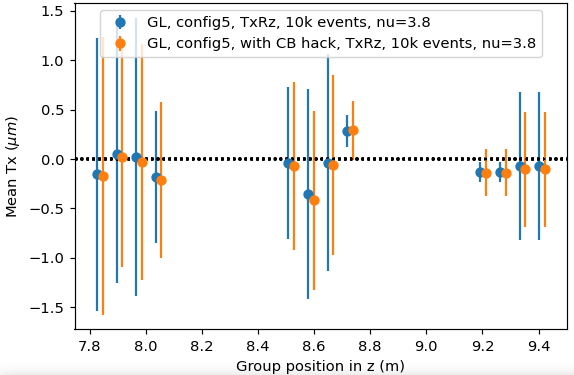 GL, config5, TxRz, 10k events, nu=3.8
GL, config5, with CB hack, TxRz, 10k events, nu=3.8
1.5
1.0
0.5
0.0
−0.5
−1.0
−1.5
Mean Tx (μm)
7.8 8.0 8.2 8.4 8.6 8.8 9.0 9.2 9.4
Group position in z (m)